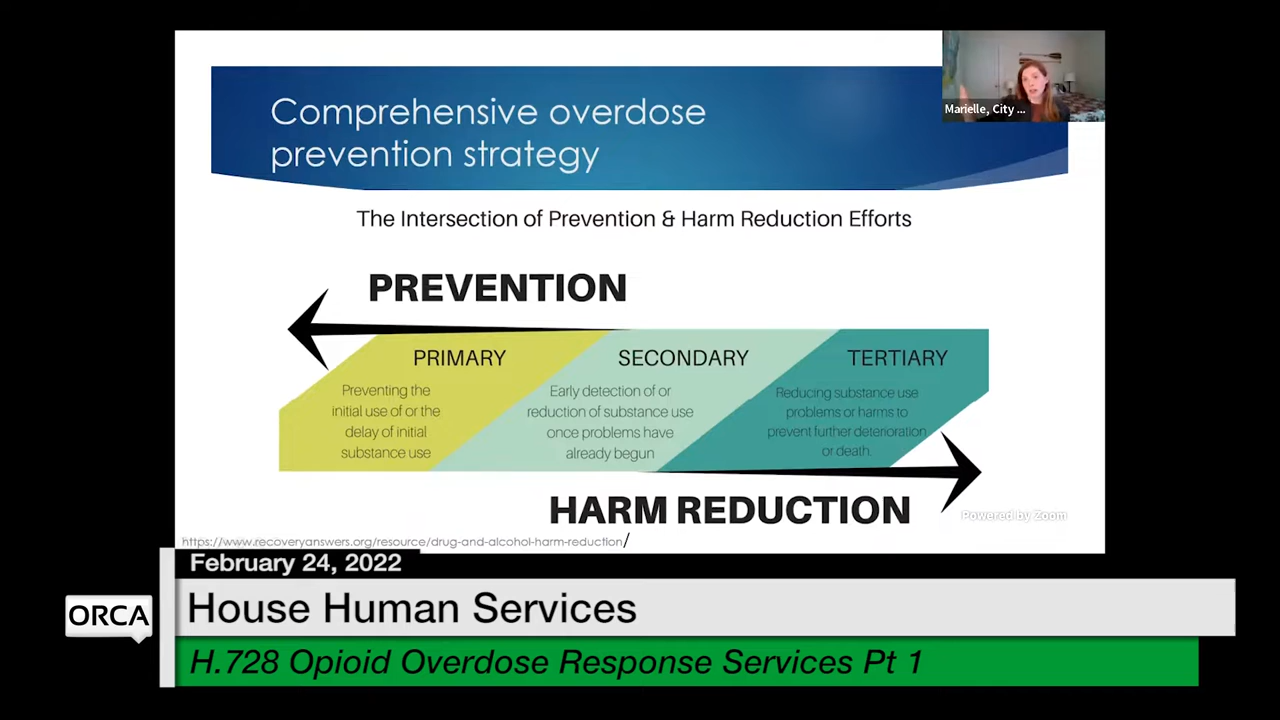 Comprehensive overdose
prevention strategy
Marielle, City ...
The Intersection of Prevention & Harm Reduction Efforts
PREVENTION
PRIMARY
Preventing the
initial use of or the
delay of initial
substance use
SECONDARY
Early detection of or
reduction of substance use
once problems have
already begun
TERTIARY
Reducing substance use
problems or harms to
prevent further deterioration
or death.
HARM REDUCTION
Powered by Zoom
https://www.recoveryanswers.org/resource/drug-and-alcohol-harm-reduction/
February 24, 2022
ORCA
House Human Services
H.728 Opioid Overdose Response Services Pt 1